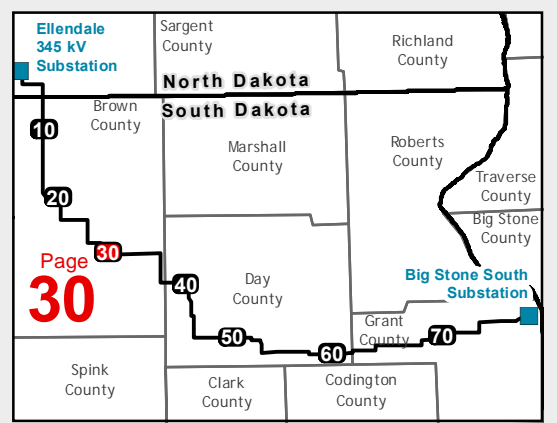 Ellendale
345 kV
Substation
Sargent
County
Richland
County
North Dakota
South Dakota
Brown
County
10
Marshall
County
Roberts
County
Traverse
County
20
Big Stone
County
30
Page
30
40
Day
County
Big Stone South
Substation
Grant
County
50
60
70
Spink
County
Clark
County
Codington
County